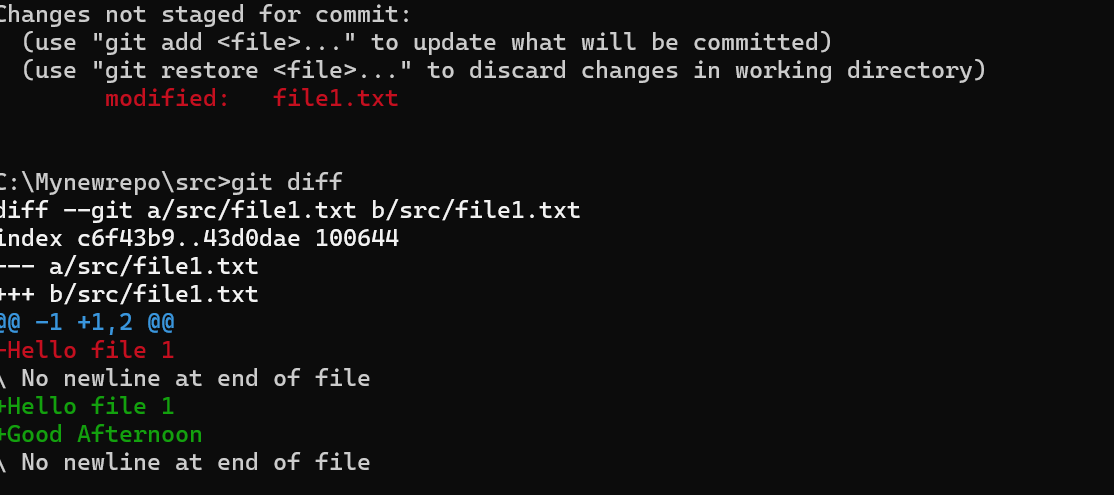 Changes not staged for commit:
  (use "git add <file>..." to update what will be committed)
  (use "git restore <file>..." to discard changes in working directory)
        modified:   file1.txt
C:\Mynewrepo\src>git diff
diff --git a/src/file1.txt b/src/file1.txt
index c6f43b9..43d0dae 100644
--- a/src/file1.txt
+++ b/src/file1.txt
@@ -1 +1,2 @@
-Hello file 1
\ No newline at end of file
+Hello file 1
+Good Afternoon
\ No newline at end of file